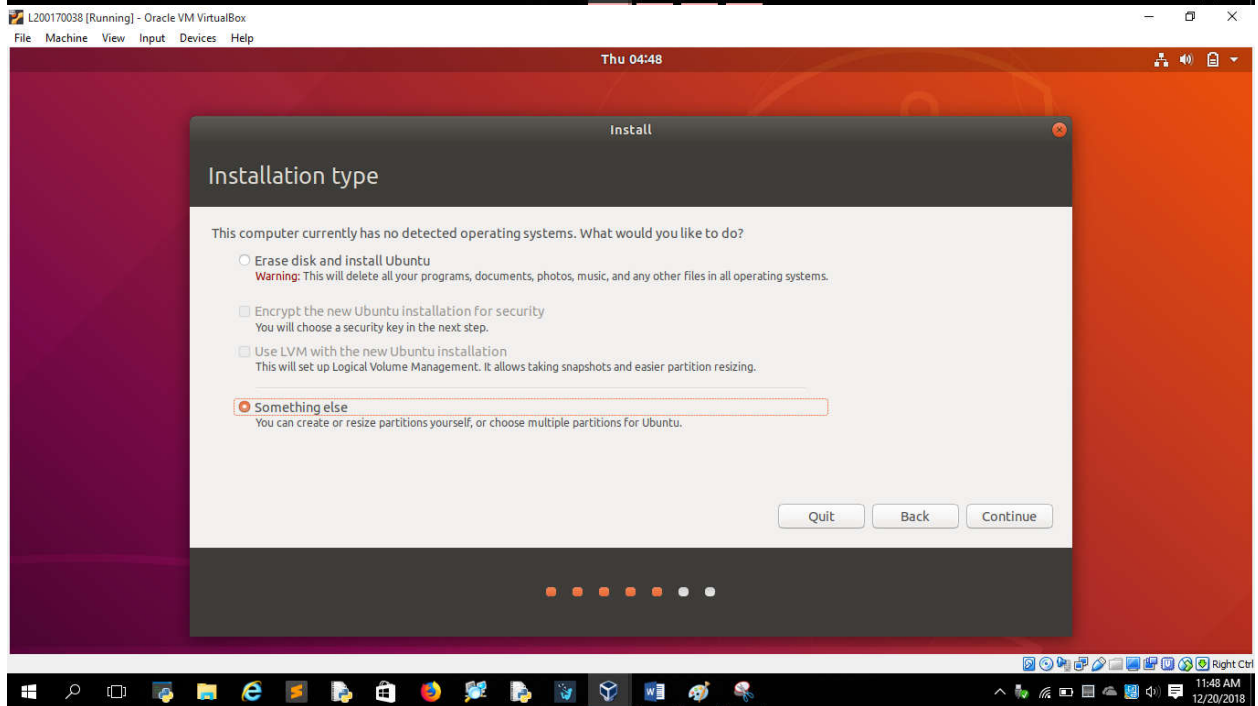 L200170038 [Running] - Oracle VM VirtualBox
File Machine View Input Devices Help
Thu 04:48
Install
Installation type
This computer currently has no detected operating systems. What would you like to do?
Erase disk and install Ubuntu
Warning: This will delete all your programs, documents, photos, music, and any other files in all operating systems.
Encrypt the new Ubuntu installation for security
You will choose a security key in the next step.
Use LVM with the new Ubuntu installation
This will set up Logical Volume Management. It allows taking snapshots and easier partition resizing.
Something else
You can create or resize partitions yourself, or choose multiple partitions for Ubuntu.
Quit Back Continue
Right Ctrl
11:48 AM
12/20/2018